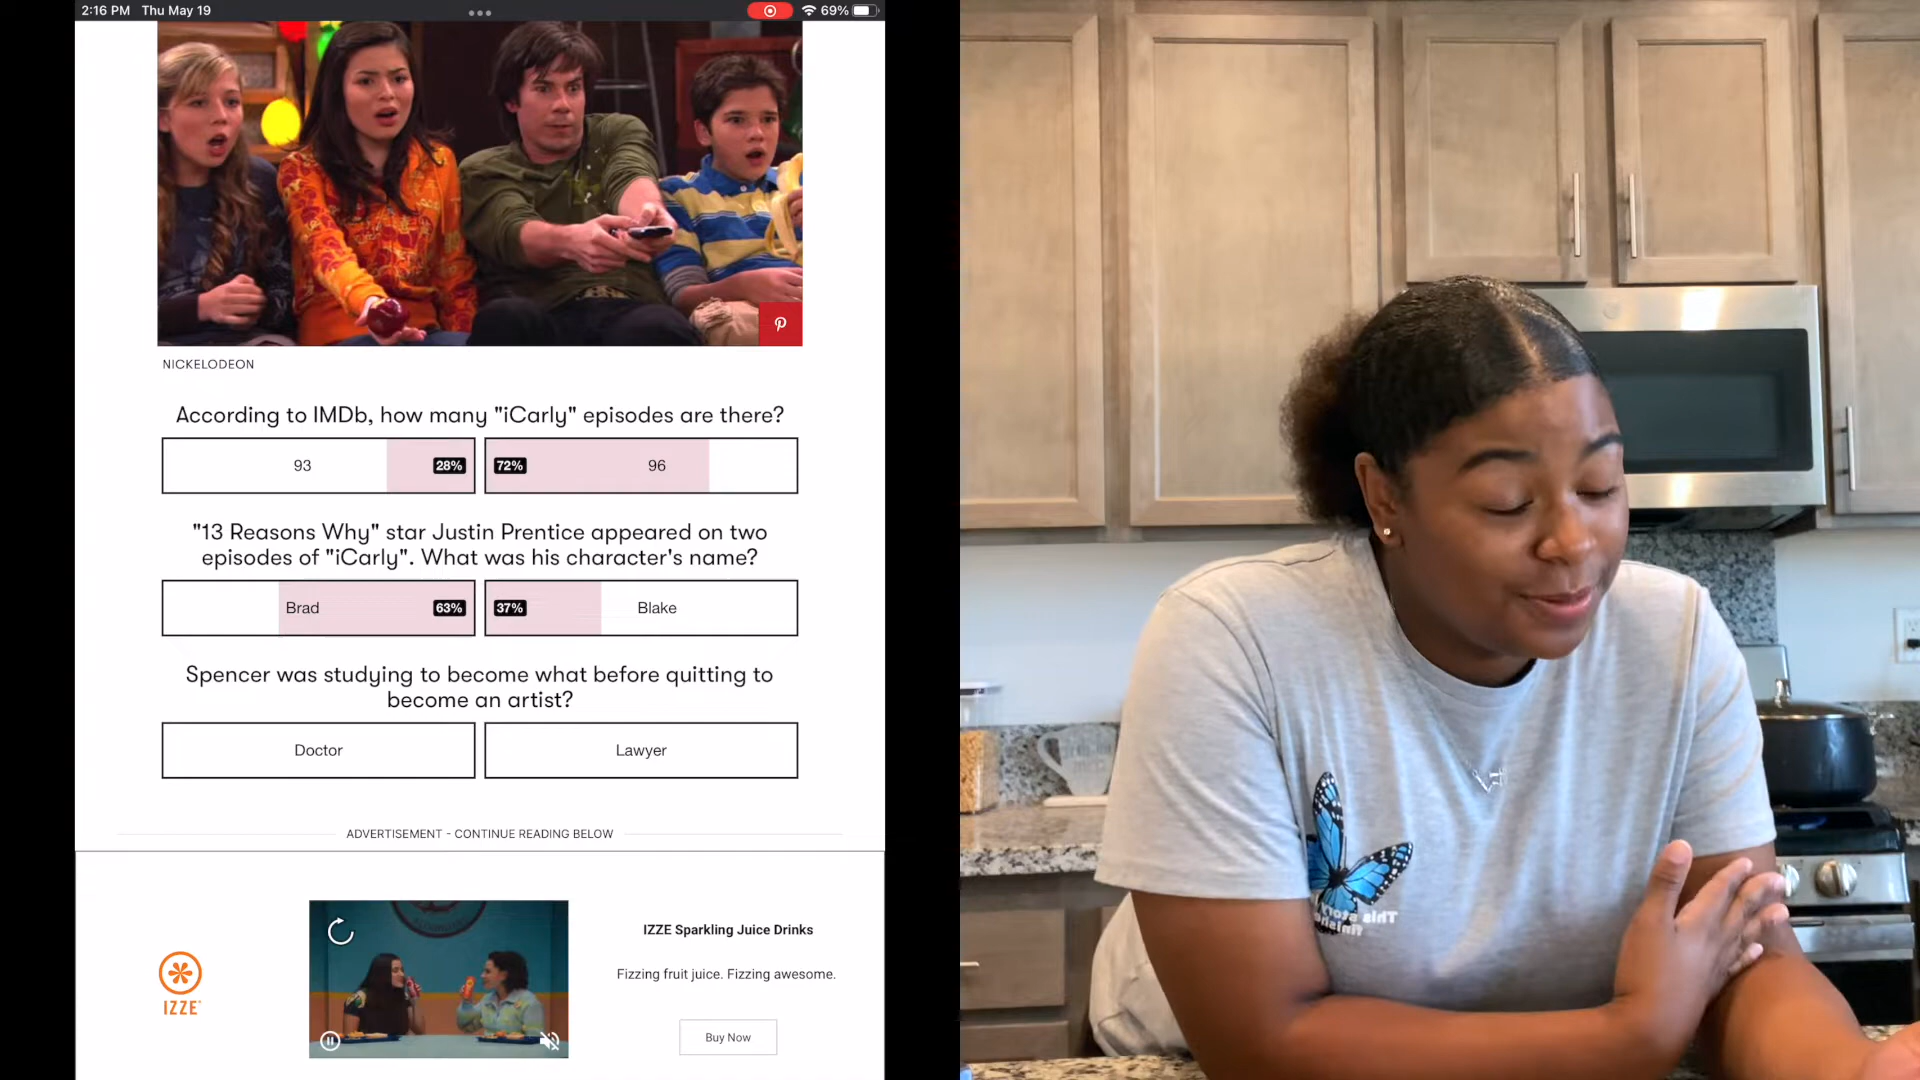 2:16 PM Thu May 19
69%
NICKELODEON
According to IMDb, how many "iCarly" episodes are there?
93 28% 72% 96
"13 Reasons Why" star Justin Prentice appeared on two
episodes of "iCarly". What was his character's name?
Brad 63% 37% Blake
Spencer was studying to become what before quitting to
become an artist?
Doctor Lawyer
ADVERTISEMENT - CONTINUE READING BELOW
IZZE Sparkling Juice Drinks
Fizzing fruit juice. Fizzing awesome.
IZZE
Buy Now
This story